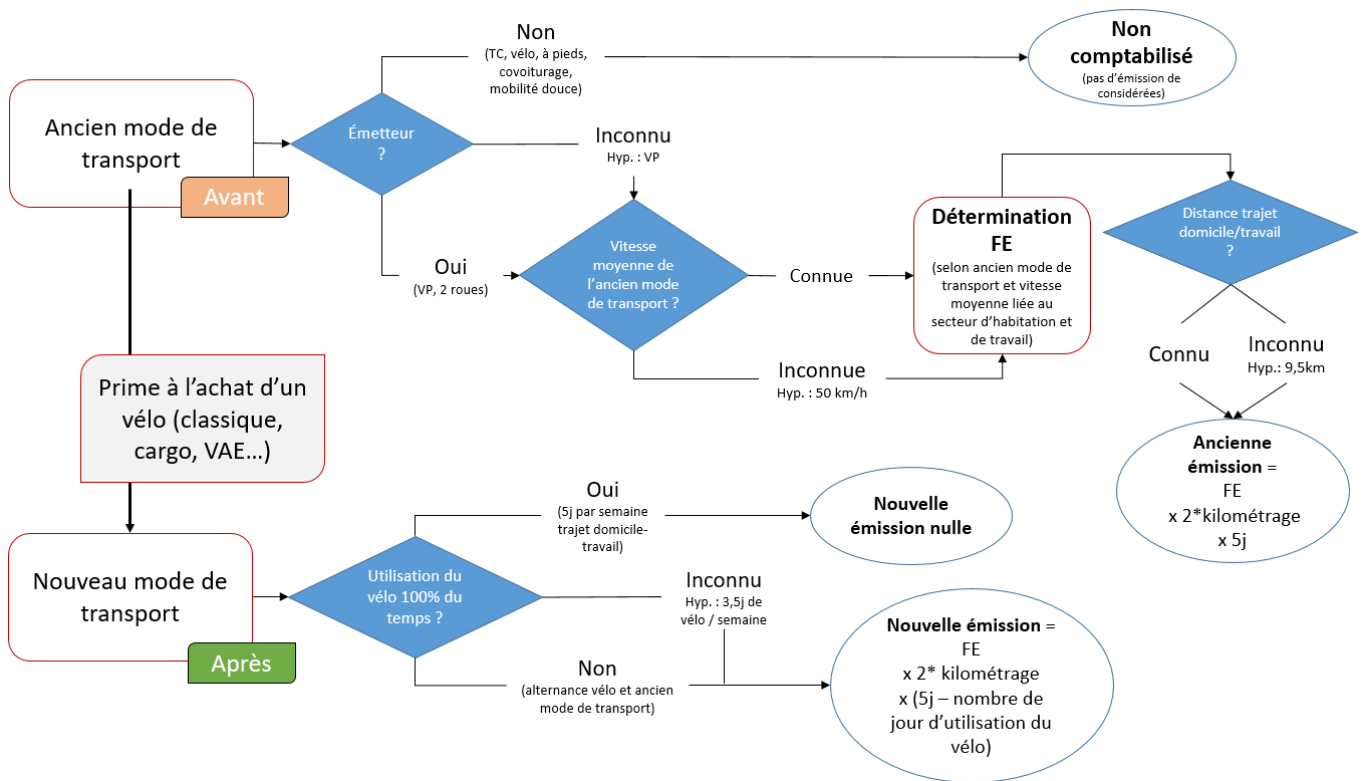 Non
(TC, vélo, à pieds,
covoiturage,
mobilité douce)
Non
comptabilisé
(pas d'émission de
considérées)
Ancien mode de
transport
Avant
Émetteur
?
Inconnu
Hyp. : VP
Oui
(VP, 2 roues)
Vitesse
moyenne de
l'ancien mode
de transport ?
Connue
Inconnue
Hyp. : 50 km/h
Détermination
FE
(selon ancien mode de
transport et vitesse
moyenne liée au
secteur d'habitation et
de travail)
Distance trajet
domicile/travail
?
Connu
Inconnu
Hyp.: 9,5km
Ancienne
émission =
FE
x 2*kilométrage
x 5j
Prime à l'achat d'un
vélo (classique,
cargo, VAE...)
Nouveau mode de
transport
Après
Utilisation du
vélo 100% du
temps ?
Oui
(5j par semaine
trajet domicile-
travail)
Nouvelle
émission nulle
Inconnu
Hyp. : 3,5j de
vélo / semaine
Non
(alternance vélo et ancien
mode de transport)
Nouvelle émission =
FE
x 2* kilométrage
x (5j – nombre de
jour d'utilisation du
vélo)